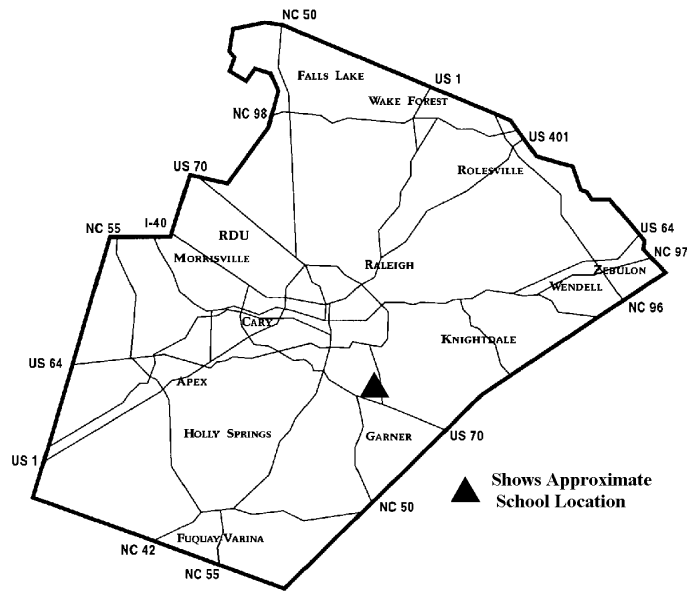 NC 50
FALLS LAKE
US 1
WAKE FOREST
NC 98
US 401
US 70
ROLESVILLE
NC 55
I-40
RDU
MORRISVILLE
US 64
NC 97
RALEIGH
ZEBULON
WENDELL
NC 96
CARY
KNIGHTDALE
US 64
APEX
HOLLY SPRINGS
GARNER
US 70
US 1
Shows Approximate
School Location
NC 50
FUQUAY VARINA
NC 42
NC 55